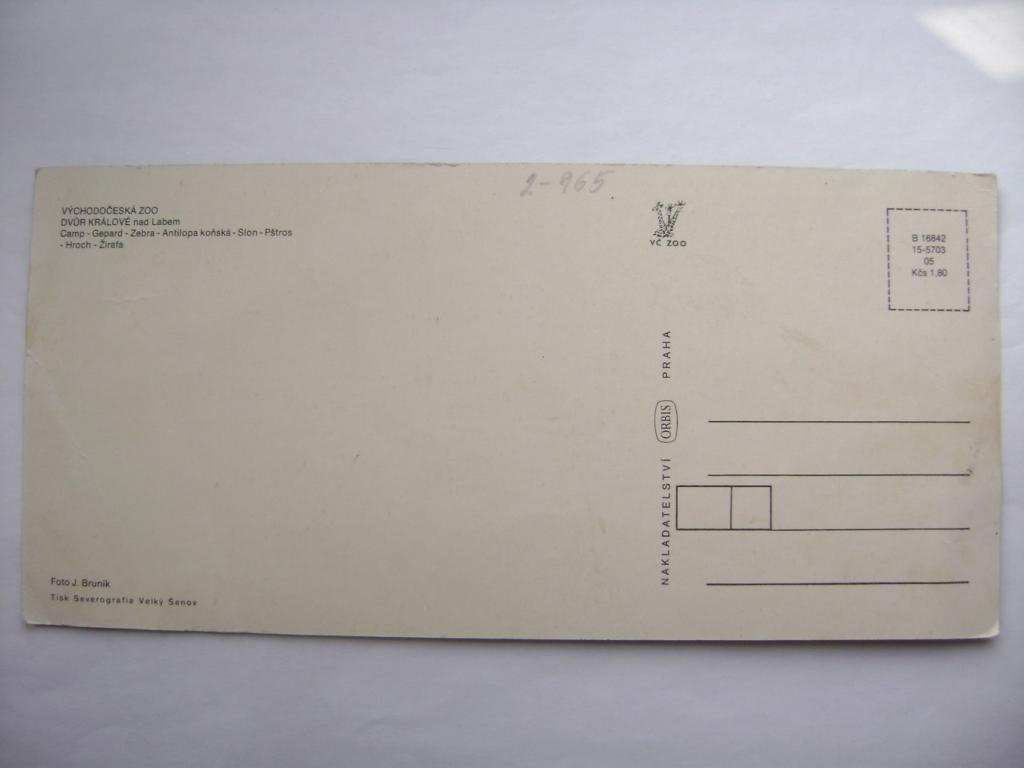 2-965
VÝCHODOČESKÁ ZOO
DVŮR KRÁLOVÉ nad Labem
Camp - Gepard - Zebra - Antilopa koňská - Slon - Pštros
- Hroch - Žirafa
VČ ZOO
B 16842
15-5703
05
Kčs 1,80
NAKLADATELSTVÍ ORBIS PRAHA
Foto J. Bruník
Tisk Severografia Velký Šenov